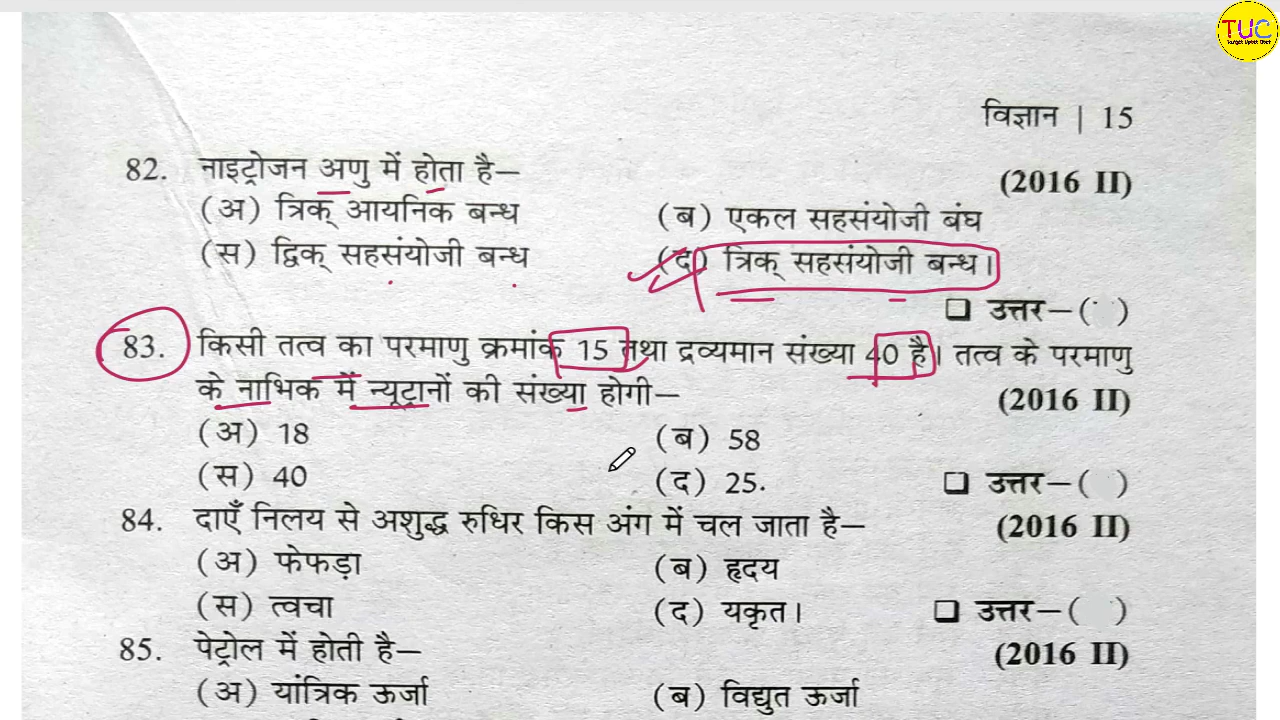 TUC
विज्ञान | 15
82. नाइट्रोजन अणु में होता है—
(2016 II)
(अ) त्रिक् आयनिक बन्ध (ब) एकल सहसंयोजी बंघ
(स) द्विक् सहसंयोजी बन्ध (द) त्रिक् सहसंयोजी बन्ध।
❑ उत्तर—( )
83. किसी तत्व का परमाणु क्रमांक 15 तथा द्रव्यमान संख्या 40 है। तत्व के परमाणु
के नाभिक में न्यूट्रानों की संख्या होगी— (2016 II)
(अ) 18 (ब) 58
(स) 40 (द) 25. ❑ उत्तर—( )
84. दाएँ निलय से अशुद्ध रुधिर किस अंग में चल जाता है— (2016 II)
(अ) फेफड़ा (ब) हृदय
(स) त्वचा (द) यकृत। ❑ उत्तर—( )
85. पेट्रोल में होती है— (2016 II)
(अ) यांत्रिक ऊर्जा (ब) विद्युत ऊर्जा